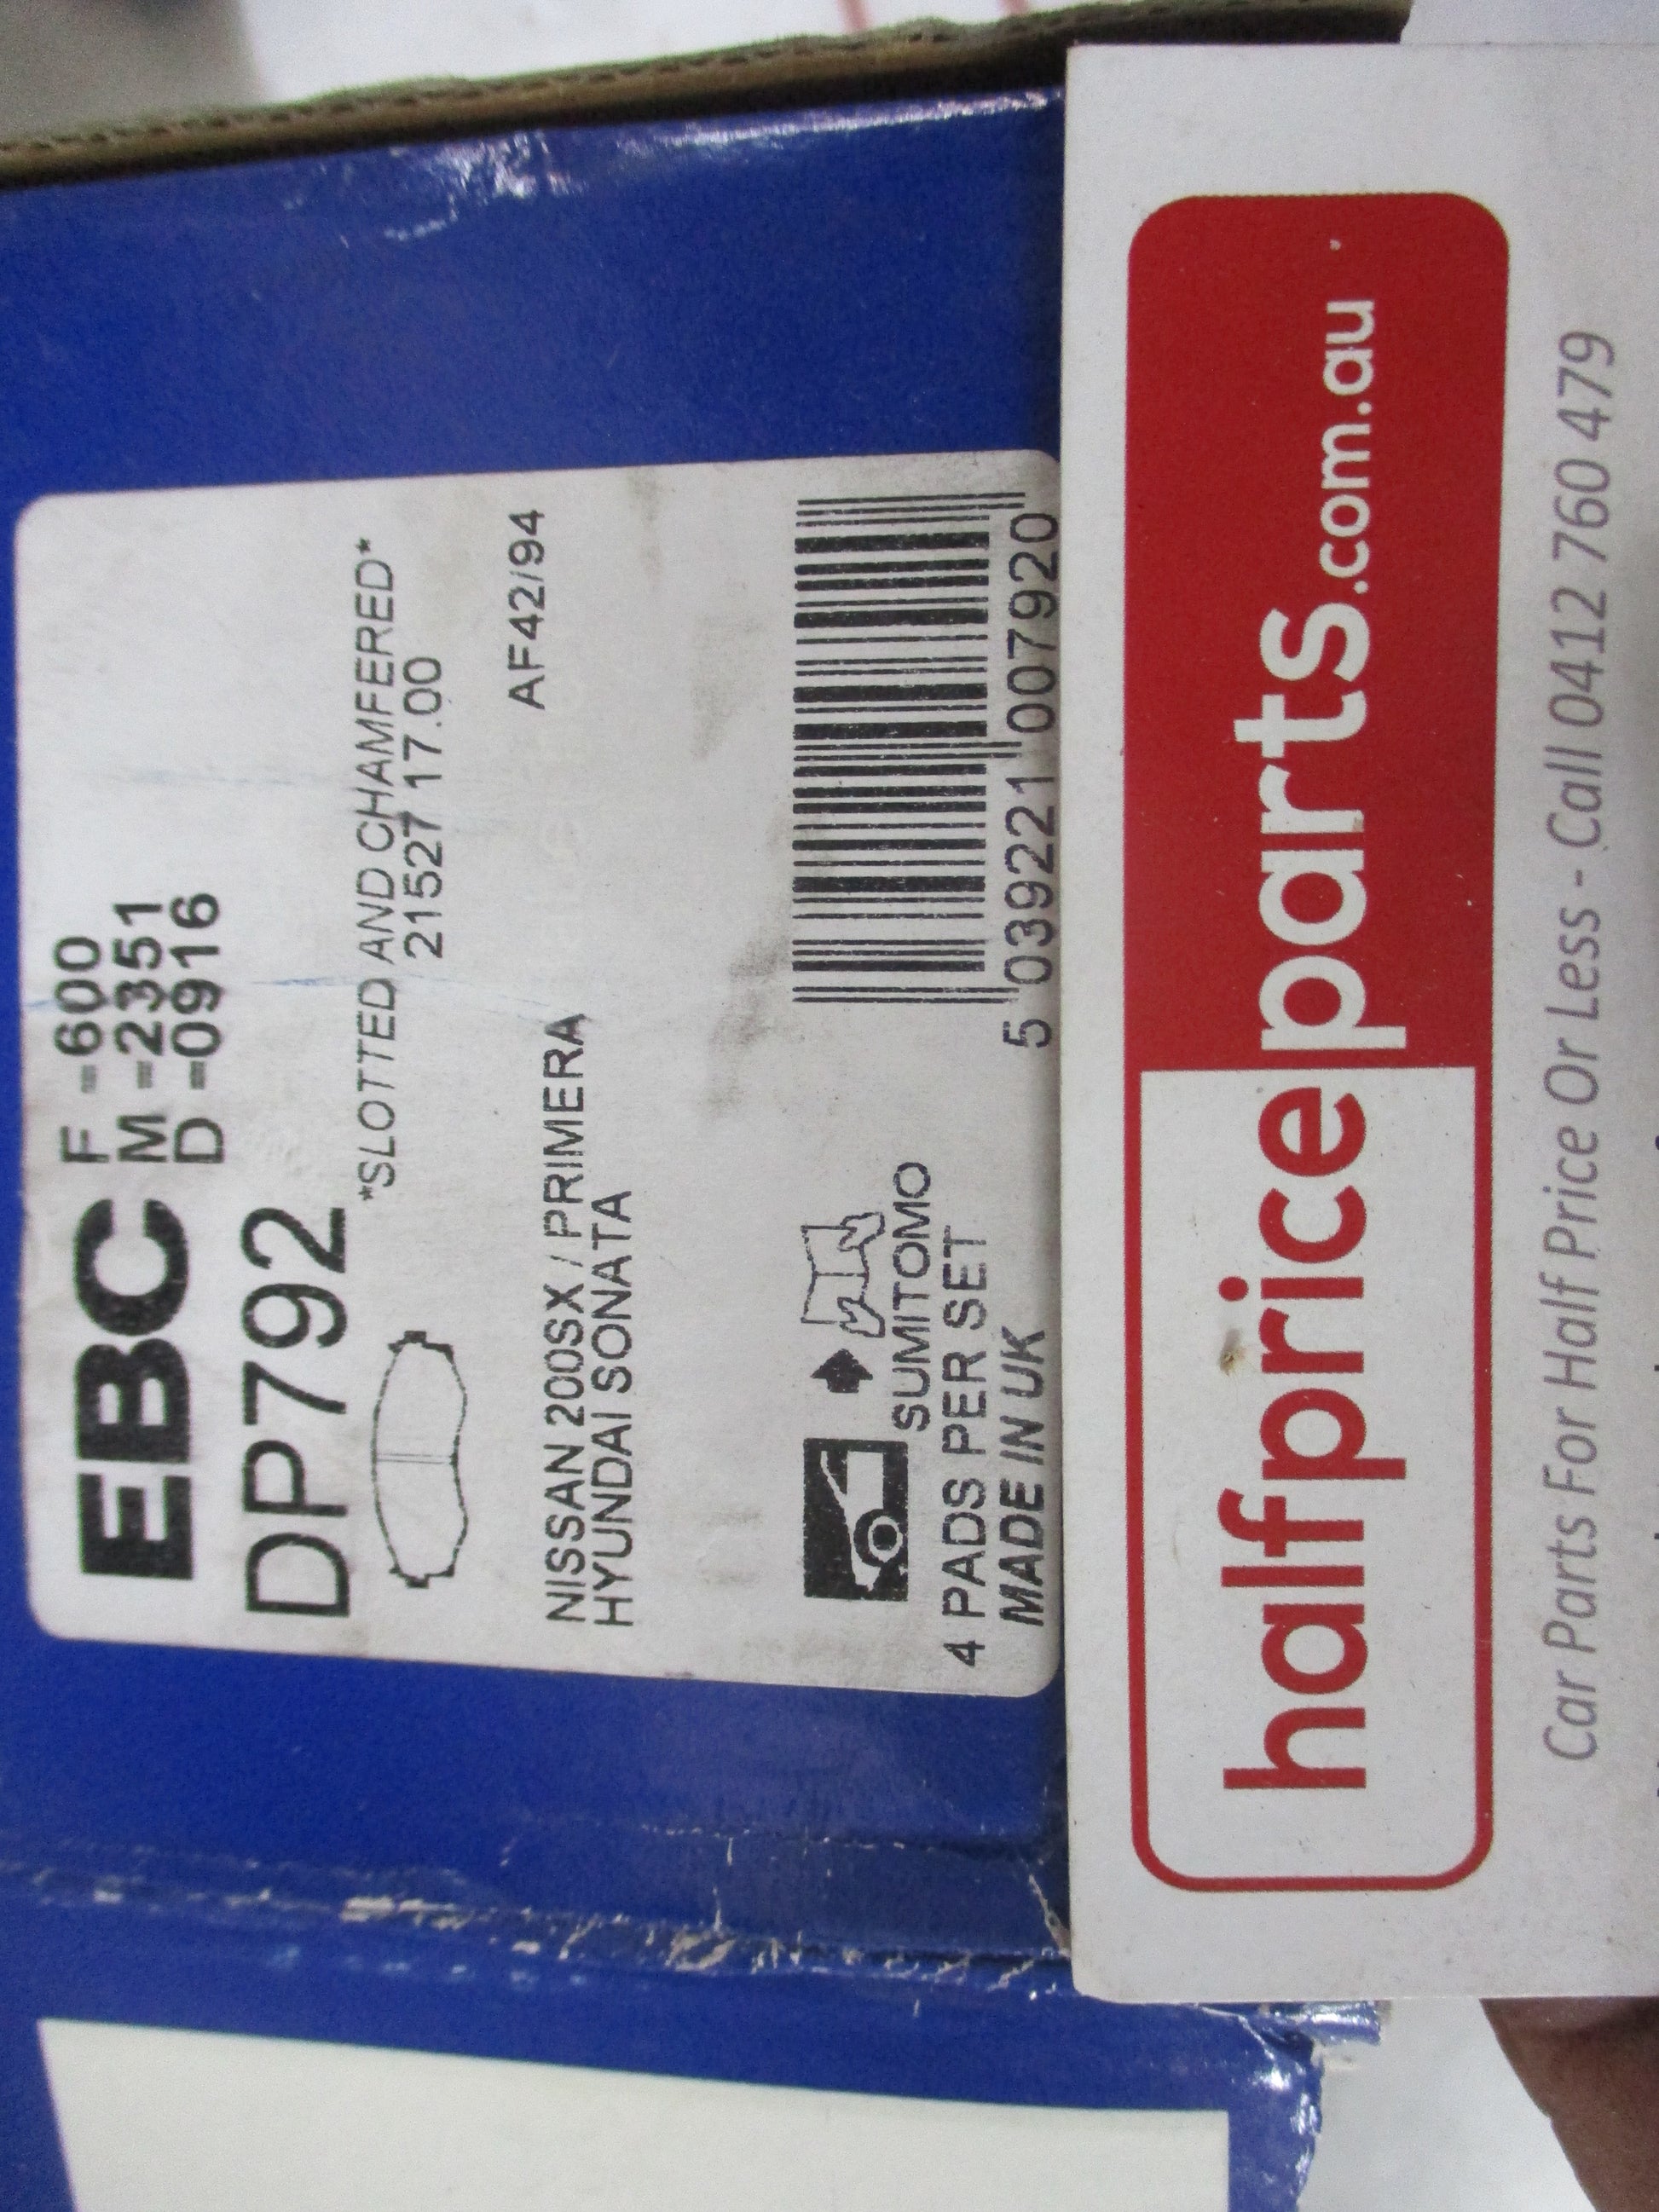 EBC
F =600
M =2351
D =0916
DP792
*SLOTTED AND CHAMFERED*
21527 17.00
AF42/94
NISSAN 200SX / PRIMERA
HYUNDAI SONATA
SUMITOMO
4 PADS PER SET
MADE IN UK
5 039221 007920
halfpriceparts.com.au
Car Parts For Half Price Or Less - Call 0412 760 479